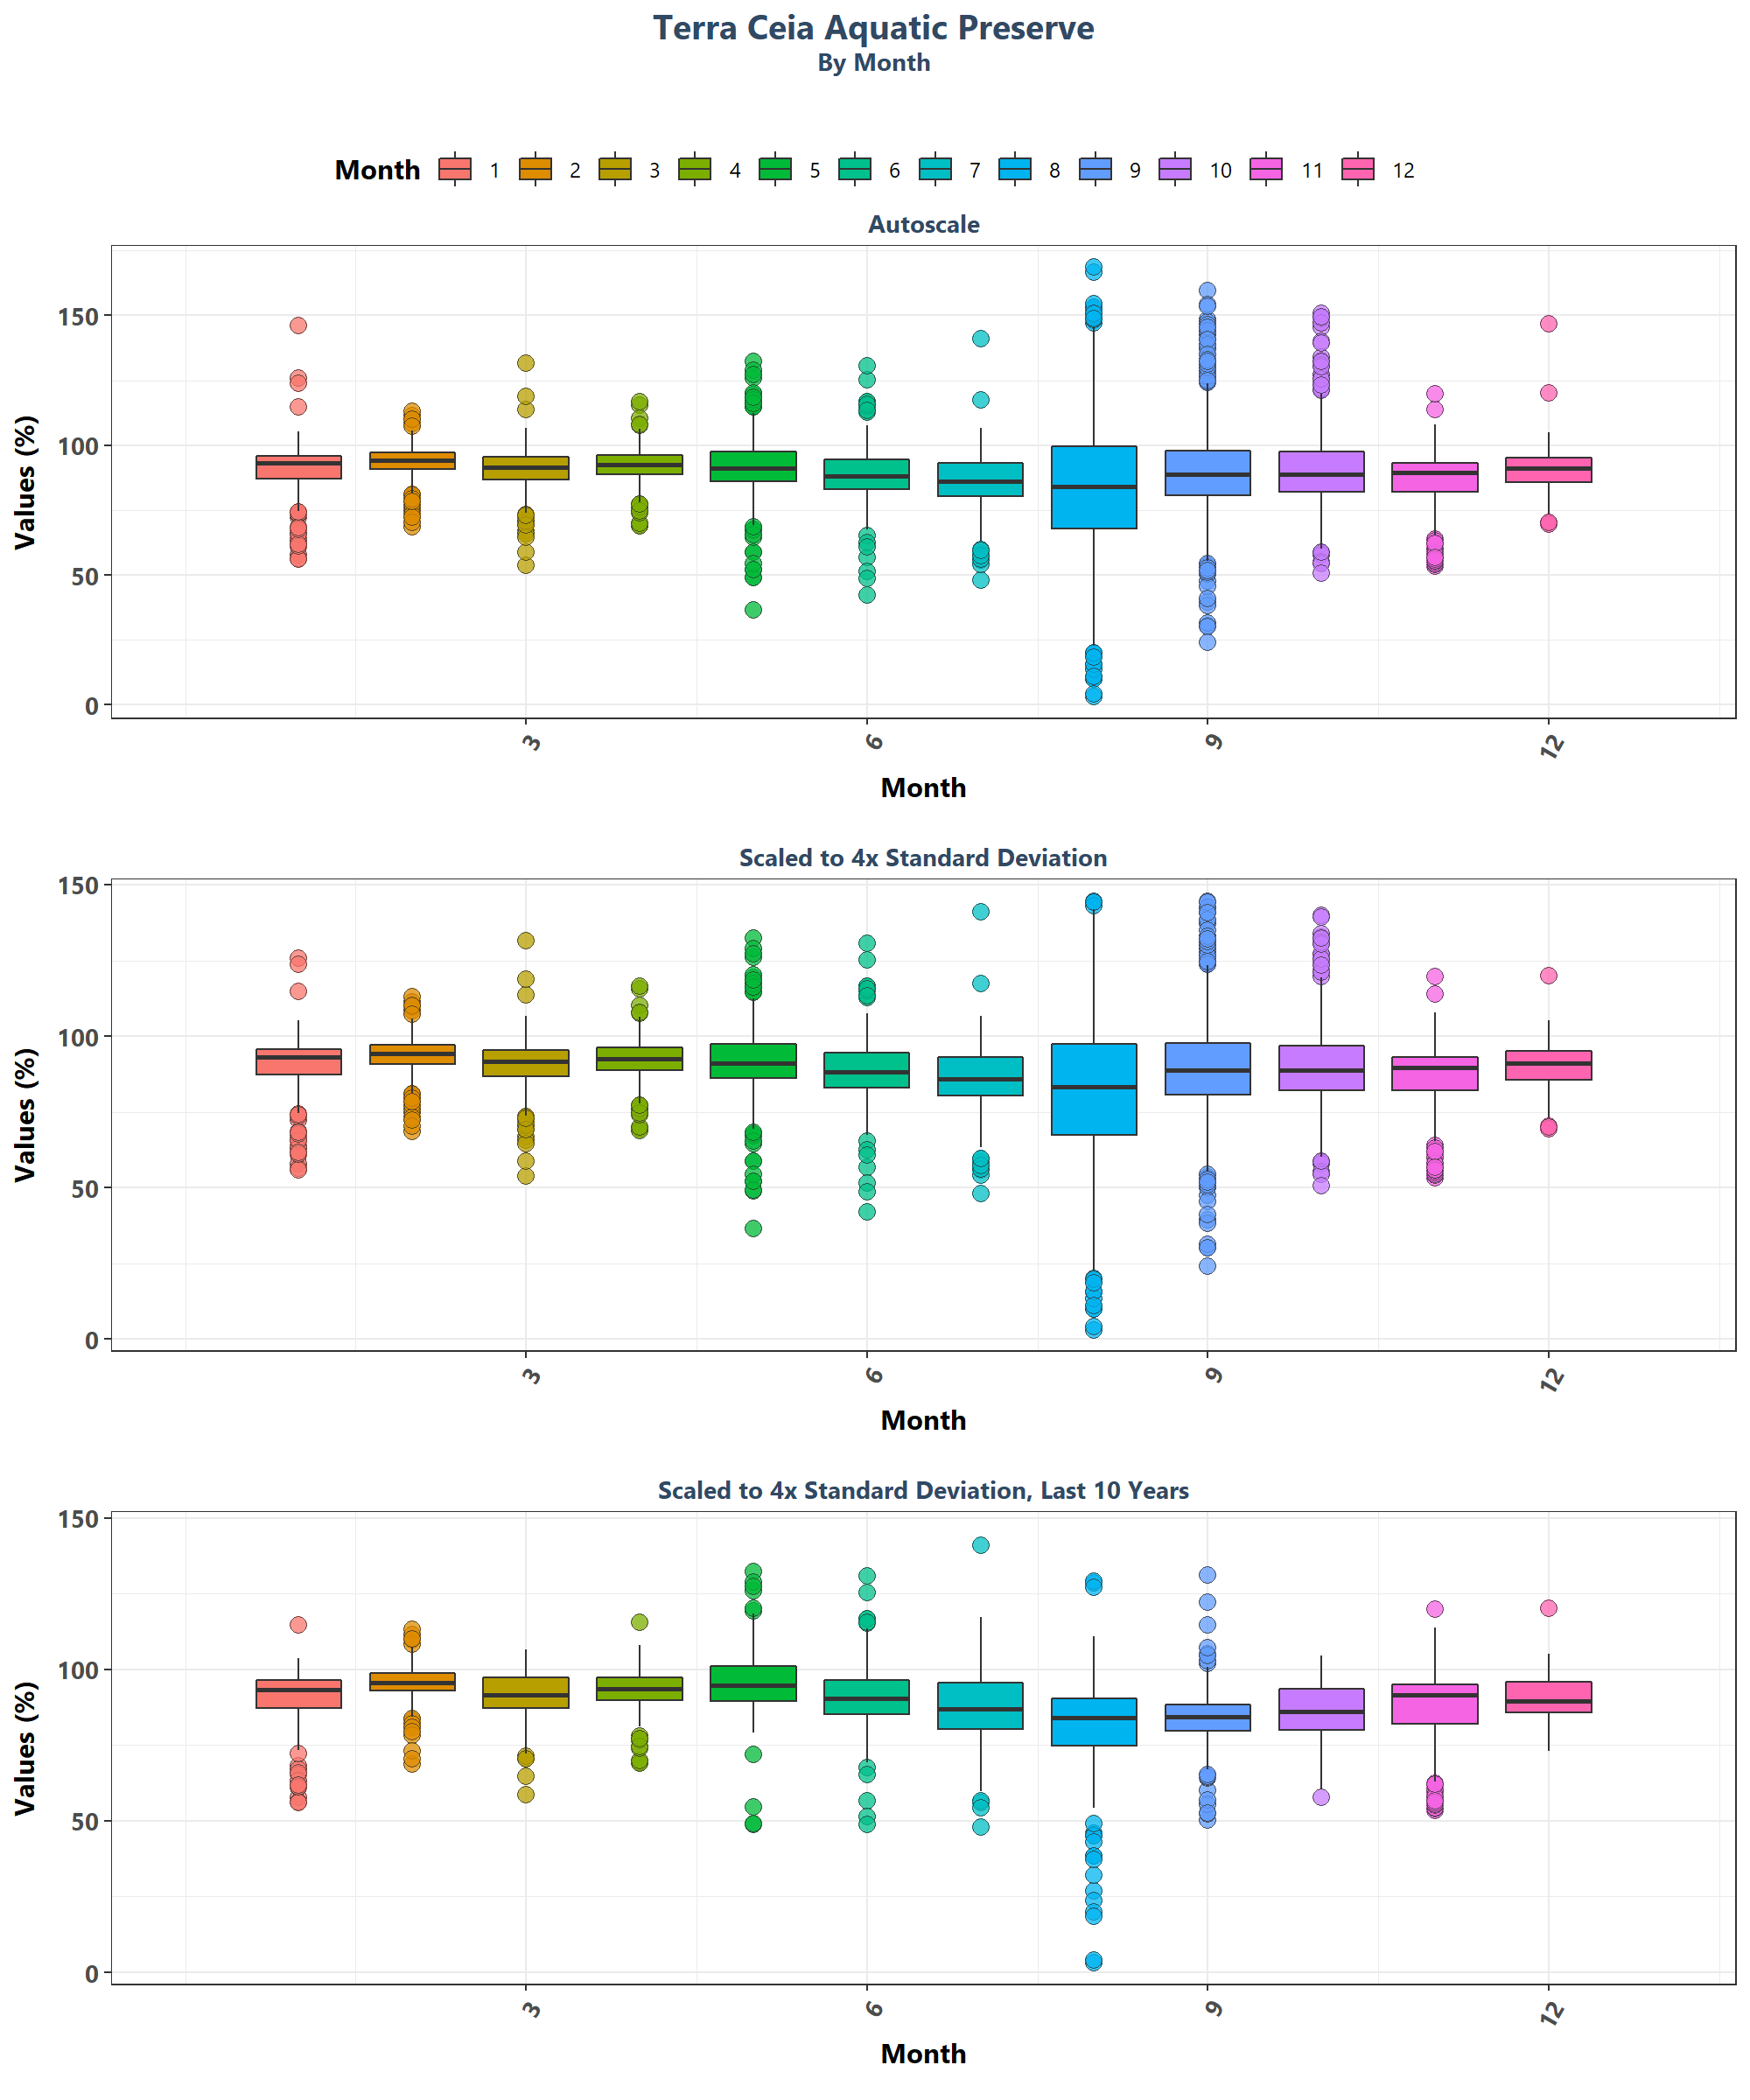 Terra Ceia Aquatic Preserve
By Month
Month 1 2 3 4 5 6 7 8 9 10 11 12
Autoscale
Values (%)
150
100
50
0
3 6 9 12
Month
Scaled to 4x Standard Deviation
Values (%)
150
100
50
0
3 6 9 12
Month
Scaled to 4x Standard Deviation, Last 10 Years
Values (%)
150
100
50
0
3 6 9 12
Month